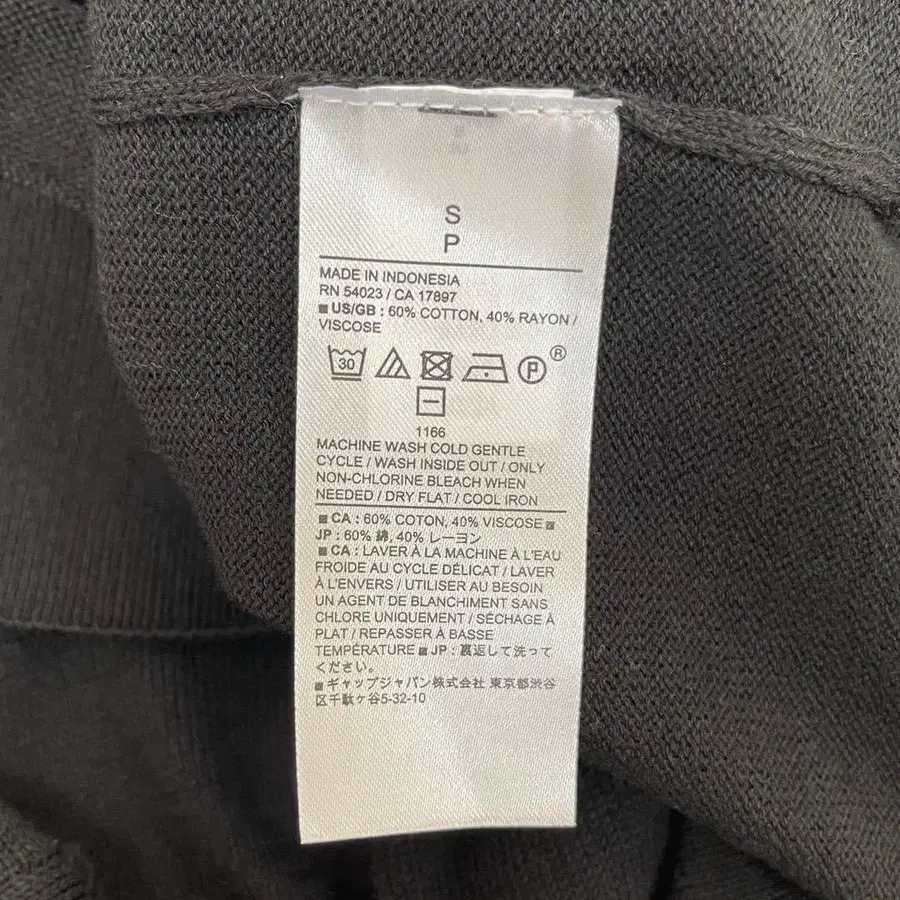 S
P
MADE IN INDONESIA
RN 54023 / CA 17897
■ US/GB : 60% COTTON, 40% RAYON /
VISCOSE
30 P ®
1166
MACHINE WASH COLD GENTLE
CYCLE / WASH INSIDE OUT / ONLY
NON-CHLORINE BLEACH WHEN
NEEDED / DRY FLAT / COOL IRON
■ CA : 60% COTON, 40% VISCOSE ■
JP : 60% 綿, 40% レーヨン
■ CA : LAVER À LA MACHINE À L'EAU
FROIDE AU CYCLE DÉLICAT / LAVER
À L'ENVERS / UTILISER AU BESOIN
UN AGENT DE BLANCHIMENT SANS
CHLORE UNIQUEMENT / SÉCHAGE À
PLAT / REPASSER À BASSE
TEMPÉRATURE ■ JP : 裏返して洗って
ください。
■ ギャップジャパン株式会社 東京都渋谷
区千駄ヶ谷5-32-10